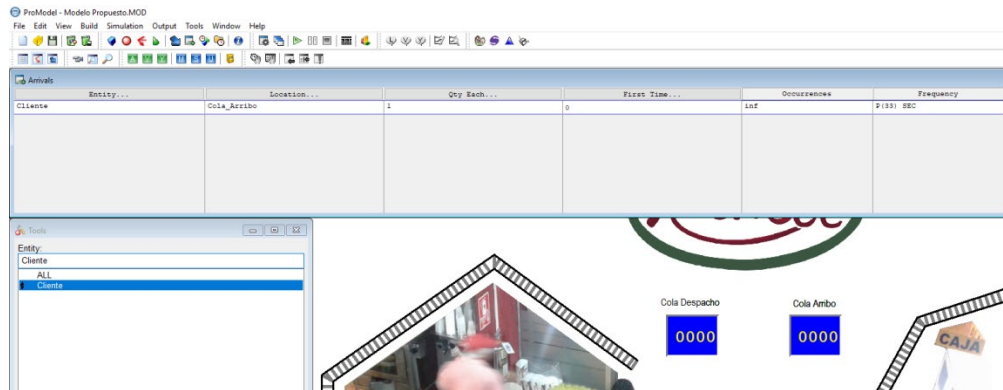 ProModel - Modelo Propuesto.MOD
File Edit View Build Simulation Output Tools Window Help
Arrivals
Entity... Location... Qty Each... First Time... Occurrences Frequency
Cliente Cola_Arribo 1 0 inf P(33) SEC
Tools
Entity:
Cliente
ALL
Cliente
Cola Despacho Cola Arribo
0000 0000
CAJA